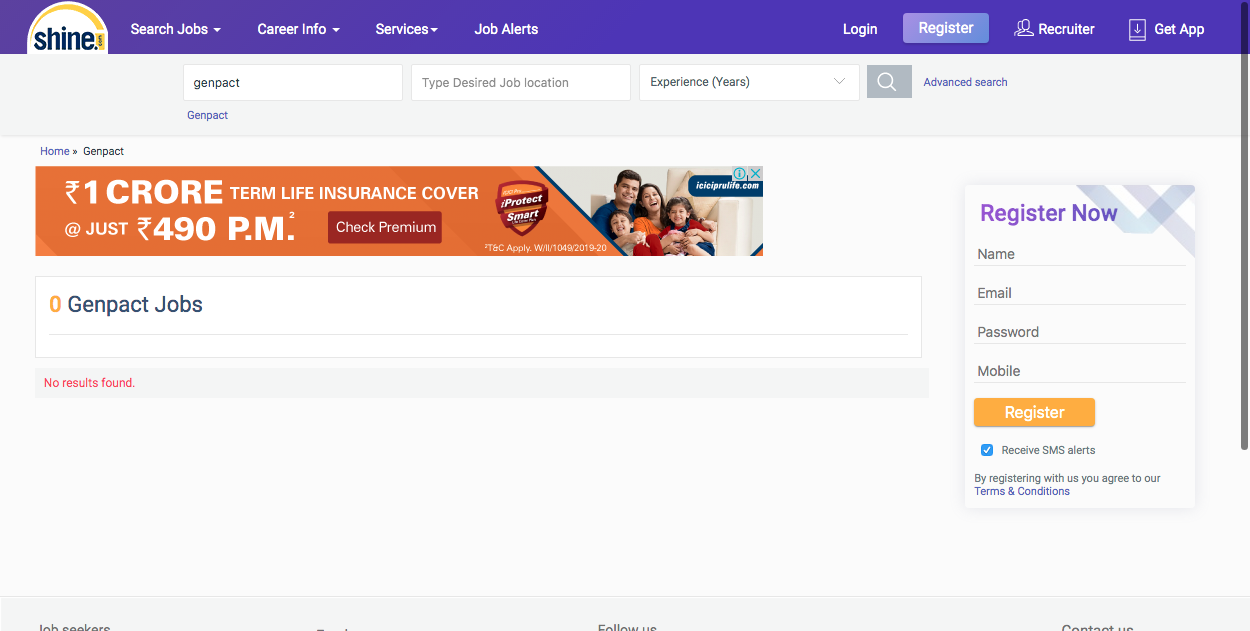 shine.com
Search Jobs
Career Info
Services
Job Alerts
Login
Register
Recruiter
Get App
genpact
Type Desired Job location
Experience (Years)
Advanced search
Genpact
Home » Genpact
₹1 CRORE TERM LIFE INSURANCE COVER
@ JUST ₹490 P.M.²
Check Premium
iProtect
Smart
²T&C Apply. W/II/1049/2019-20
iciciprulife.com
Register Now
Name
Email
Password
Mobile
Register
Receive SMS alerts
By registering with us you agree to our
Terms & Conditions
0 Genpact Jobs
No results found.
Job seekers
Follow us
Contact us